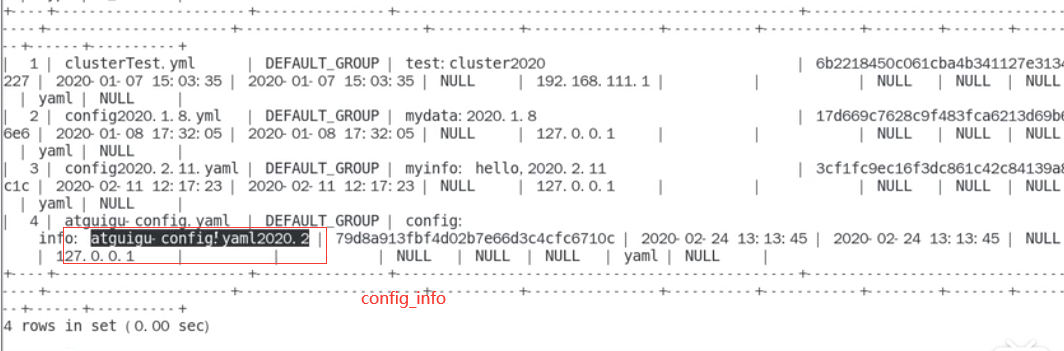 | 1 | clusterTest.yml | DEFAULT_GROUP | test: cluster2020 | 6b2218450c061cba4b341127e3134
227 | 2020-01-07 15:03:35 | 2020-01-07 15:03:35 | NULL | 192.168.111.1 | | | NULL | NULL | NULL
| yaml | NULL |
| 2 | config2020.1.8.yml | DEFAULT_GROUP | mydata: 2020.1.8 | 17d669c7628c9f483fca6213d69b6
6e6 | 2020-01-08 17:32:05 | 2020-01-08 17:32:05 | NULL | 127.0.0.1 | | | NULL | NULL | NULL
| yaml | NULL |
| 3 | config2020.2.11.yaml | DEFAULT_GROUP | myinfo: hello,2020.2.11 | 3cf1fc9ec16f3dc861c42c84139a8
c1c | 2020-02-11 12:17:23 | 2020-02-11 12:17:23 | NULL | 127.0.0.1 | | | NULL | NULL | NULL
| yaml | NULL |
| 4 | atguigu-config.yaml | DEFAULT_GROUP | config:
info: atguigu-config!yaml2020.2 | 79d8a913fbf4d02b7e66d3c4cfc6710c | 2020-02-24 13:13:45 | 2020-02-24 13:13:45 | NULL
| 127.0.0.1 | | | NULL | NULL | NULL | yaml | NULL |
config_info
4 rows in set (0.00 sec)